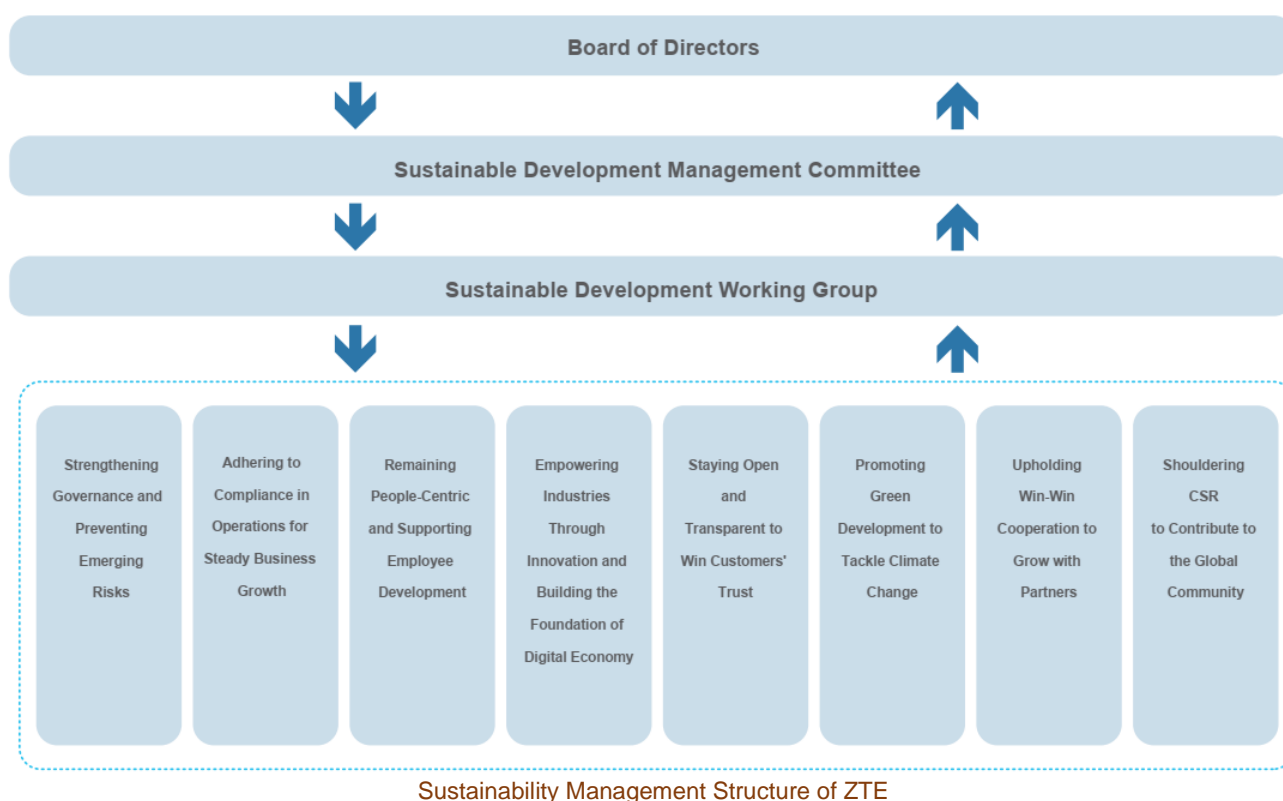 Board of Directors
Sustainable Development Management Committee
Sustainable Development Working Group
Strengthening
Governance and
Preventing
Emerging
Risks
Adhering to
Compliance in
Operations for
Steady Business
Growth
Remaining
People-Centric
and Supporting
Employee
Development
Empowering
Industries
Through
Innovation and
Building the
Foundation of
Digital Economy
Staying Open
and
Transparent to
Win Customers'
Trust
Promoting
Green
Development to
Tackle Climate
Change
Upholding
Win-Win
Cooperation to
Grow with
Partners
Shouldering
CSR
to Contribute to
the Global
Community
Sustainability Management Structure of ZTE